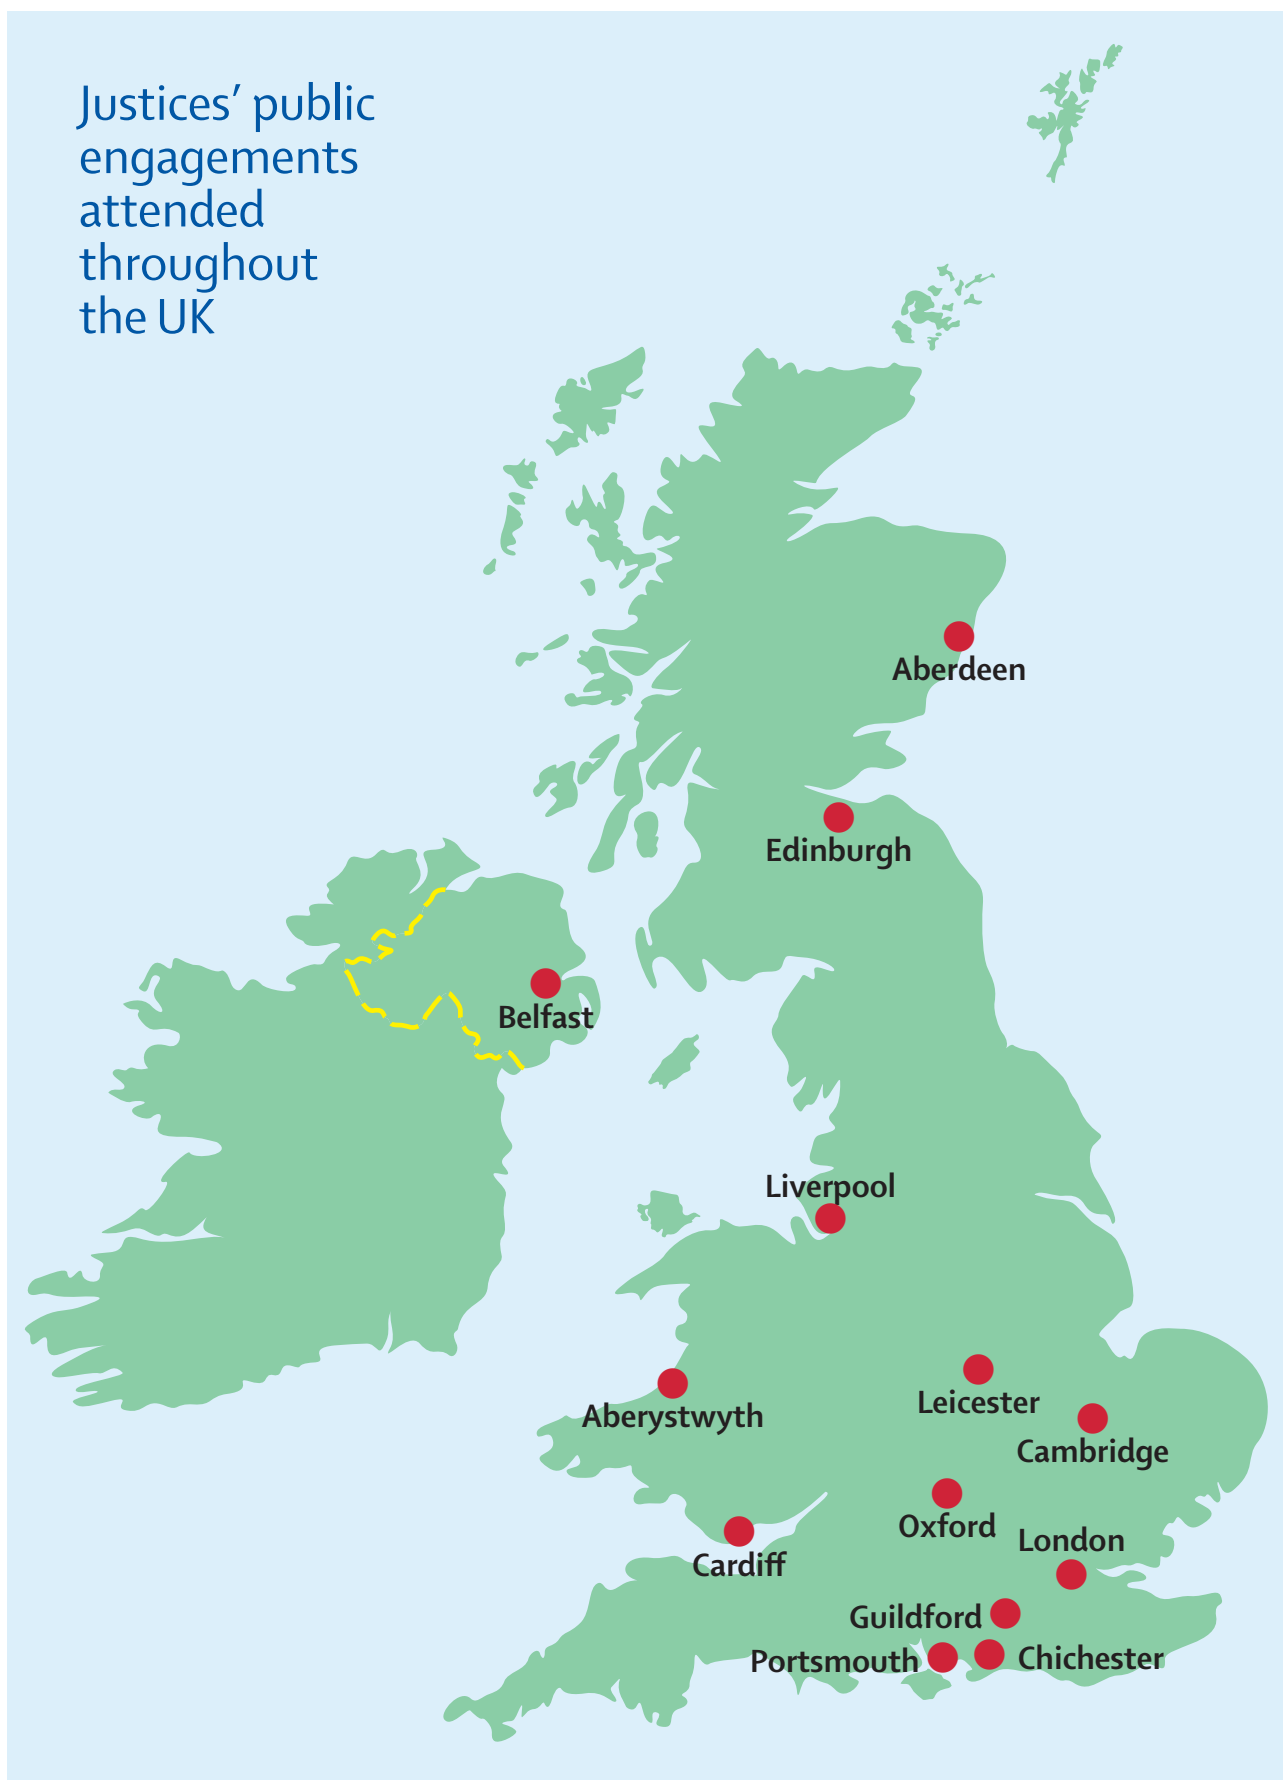 Justices’ public
engagements
attended
throughout
the UK
Aberdeen
Edinburgh
Belfast
Liverpool
Leicester
Aberystwyth
Cambridge
Oxford
London
Cardiff
Guildford
Portsmouth
Chichester